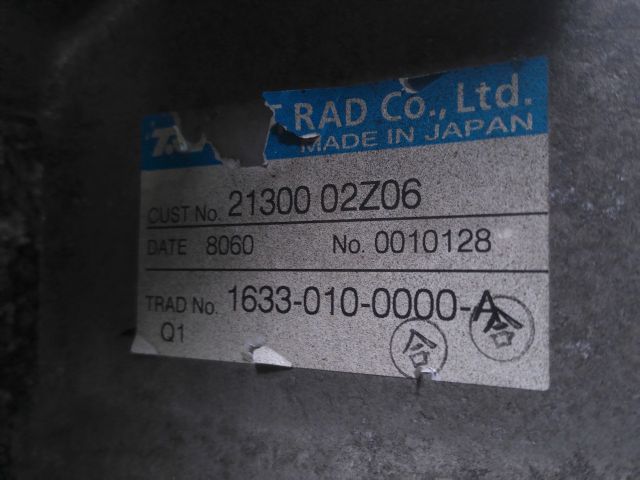 T. RAD Co., Ltd.
MADE IN JAPAN
CUST No. 21300 02Z06
DATE 8060 No. 0010128
TRAD No. 1633-010-0000-A
Q1 合 合